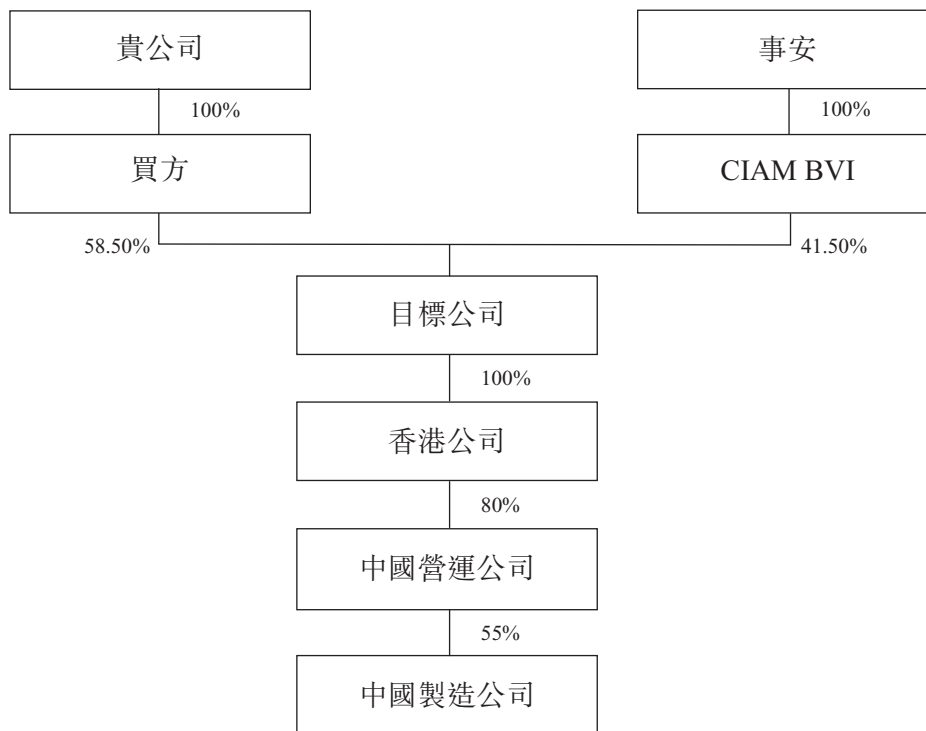 貴公司
事安
100%
100%
買方
CIAM BVI
58.50%
41.50%
目標公司
100%
香港公司
80%
中國營運公司
55%
中國製造公司